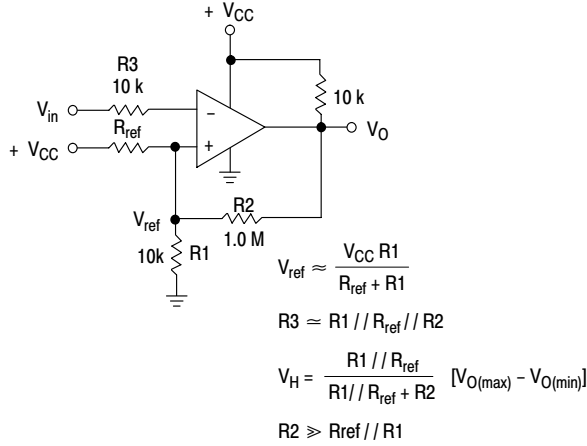 + VCC
R3
10 k
10 k
Vin
−
Rref
+ VCC
+
VO
R2
Vref
1.0 M
10k
R1
Vref ≈ VCC R1 / Rref + R1
R3 ≃ R1 / / Rref / / R2
VH = R1 / / Rref / R1/ / Rref + R2 [VO(max) − VO(min)]
R2 ≫ Rref / / R1